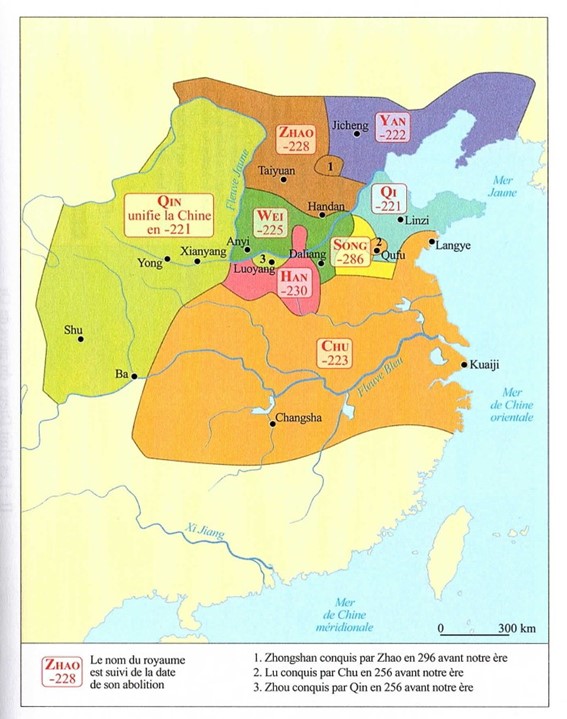 YAN
-222
Jicheng
ZHAO
-228
1
Taiyuan
Mer
Jaune
Fleuve Jaune
QI
-221
QIN
unifie la Chine
en -221
Handan
Linzi
WEI
-225
Anyi
SONG
-286
2
Qufu
Langye
Xianyang
Yong
3
Luoyang
Daliang
HAN
-230
Shu
CHU
-223
Kuaiji
Ba
Fleuve Bleu
Mer
de Chine
orientale
Changsha
Xi Jiang
Mer
de Chine
méridionale
0 300 km
ZHAO
-228
Le nom du royaume
est suivi de la date
de son abolition
1. Zhongshan conquis par Zhao en 296 avant notre ère
2. Lu conquis par Chu en 256 avant notre ère
3. Zhou conquis par Qin en 256 avant notre ère